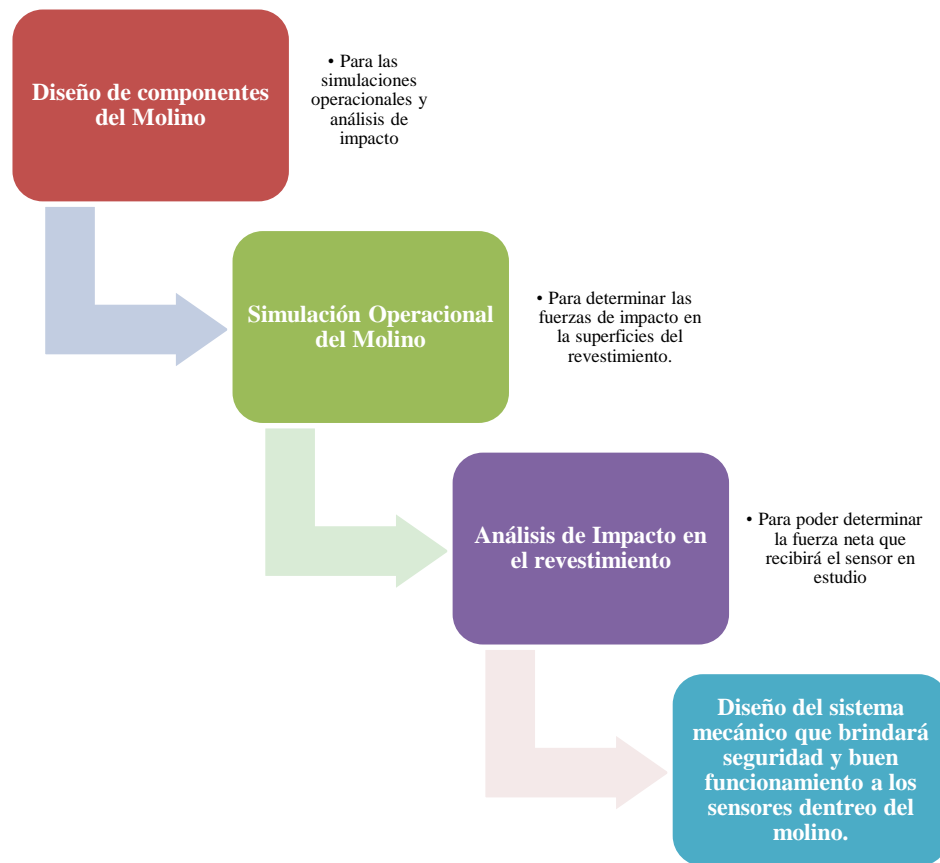 Diseño de componentes
del Molino
• Para las
simulaciones
operacionales y
análisis de
impacto
Simulación Operacional
del Molino
• Para determinar las
fuerzas de impacto en
la superficies del
revestimiento.
Análisis de Impacto en
el revestimiento
• Para poder determinar
la fuerza neta que
recibirá el sensor en
estudio
Diseño del sistema
mecánico que brindará
seguridad y buen
funcionamiento a los
sensores dentreo del
molino.